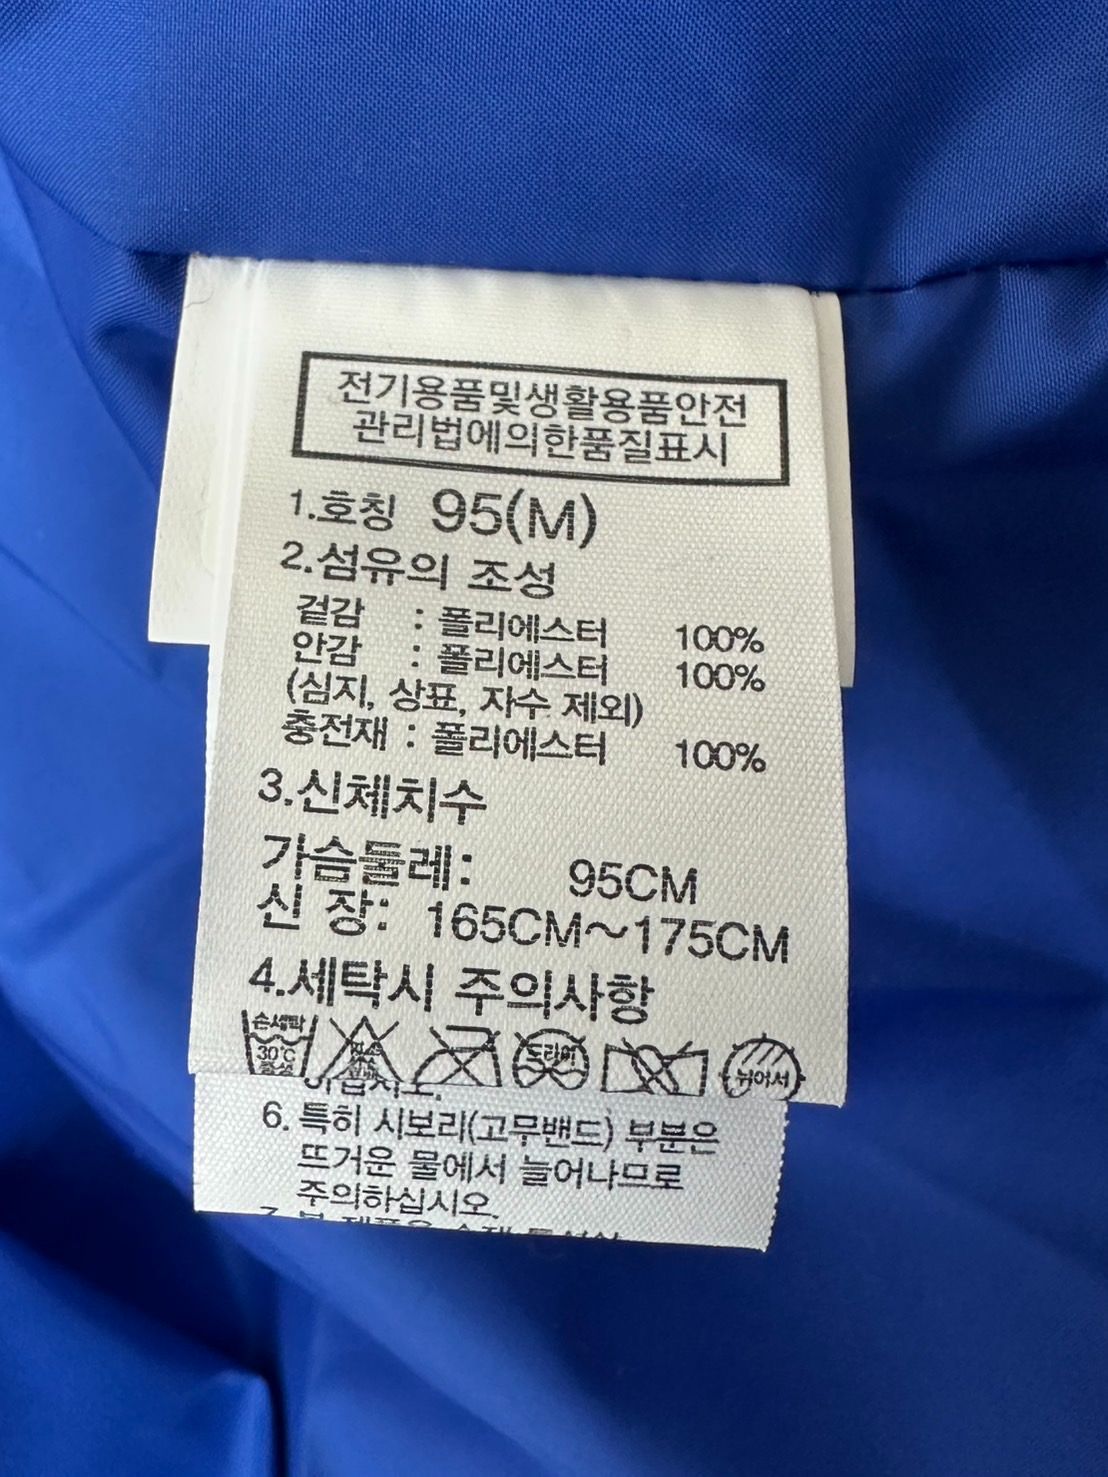 전기용품및생활용품안전
관리법에의한품질표시
1.호칭 95(M)
2.섬유의 조성
겉감 : 폴리에스터 100%
안감 : 폴리에스터 100%
(심지, 상표, 자수 제외)
충전재 : 폴리에스터 100%
3.신체치수
가슴둘레: 95CM
신 장: 165CM~175CM
4.세탁시 주의사항
손세탁 30℃ 중성 드라이 뉘어서
6. 특히 시보리(고무밴드) 부분은
뜨거운 물에서 늘어나므로
주의하십시오.